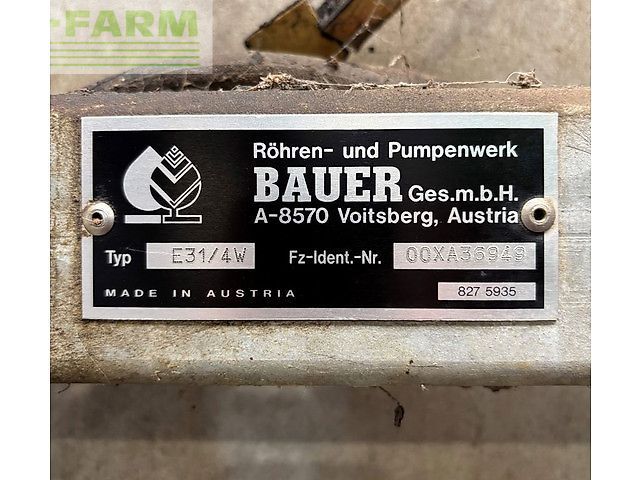 -FARM
Röhren- und Pumpenwerk
BAUER Ges.m.b.H.
A-8570 Voitsberg, Austria
Typ E31/4W Fz-Ident.-Nr. 00XA36949
MADE IN AUSTRIA 827 5935